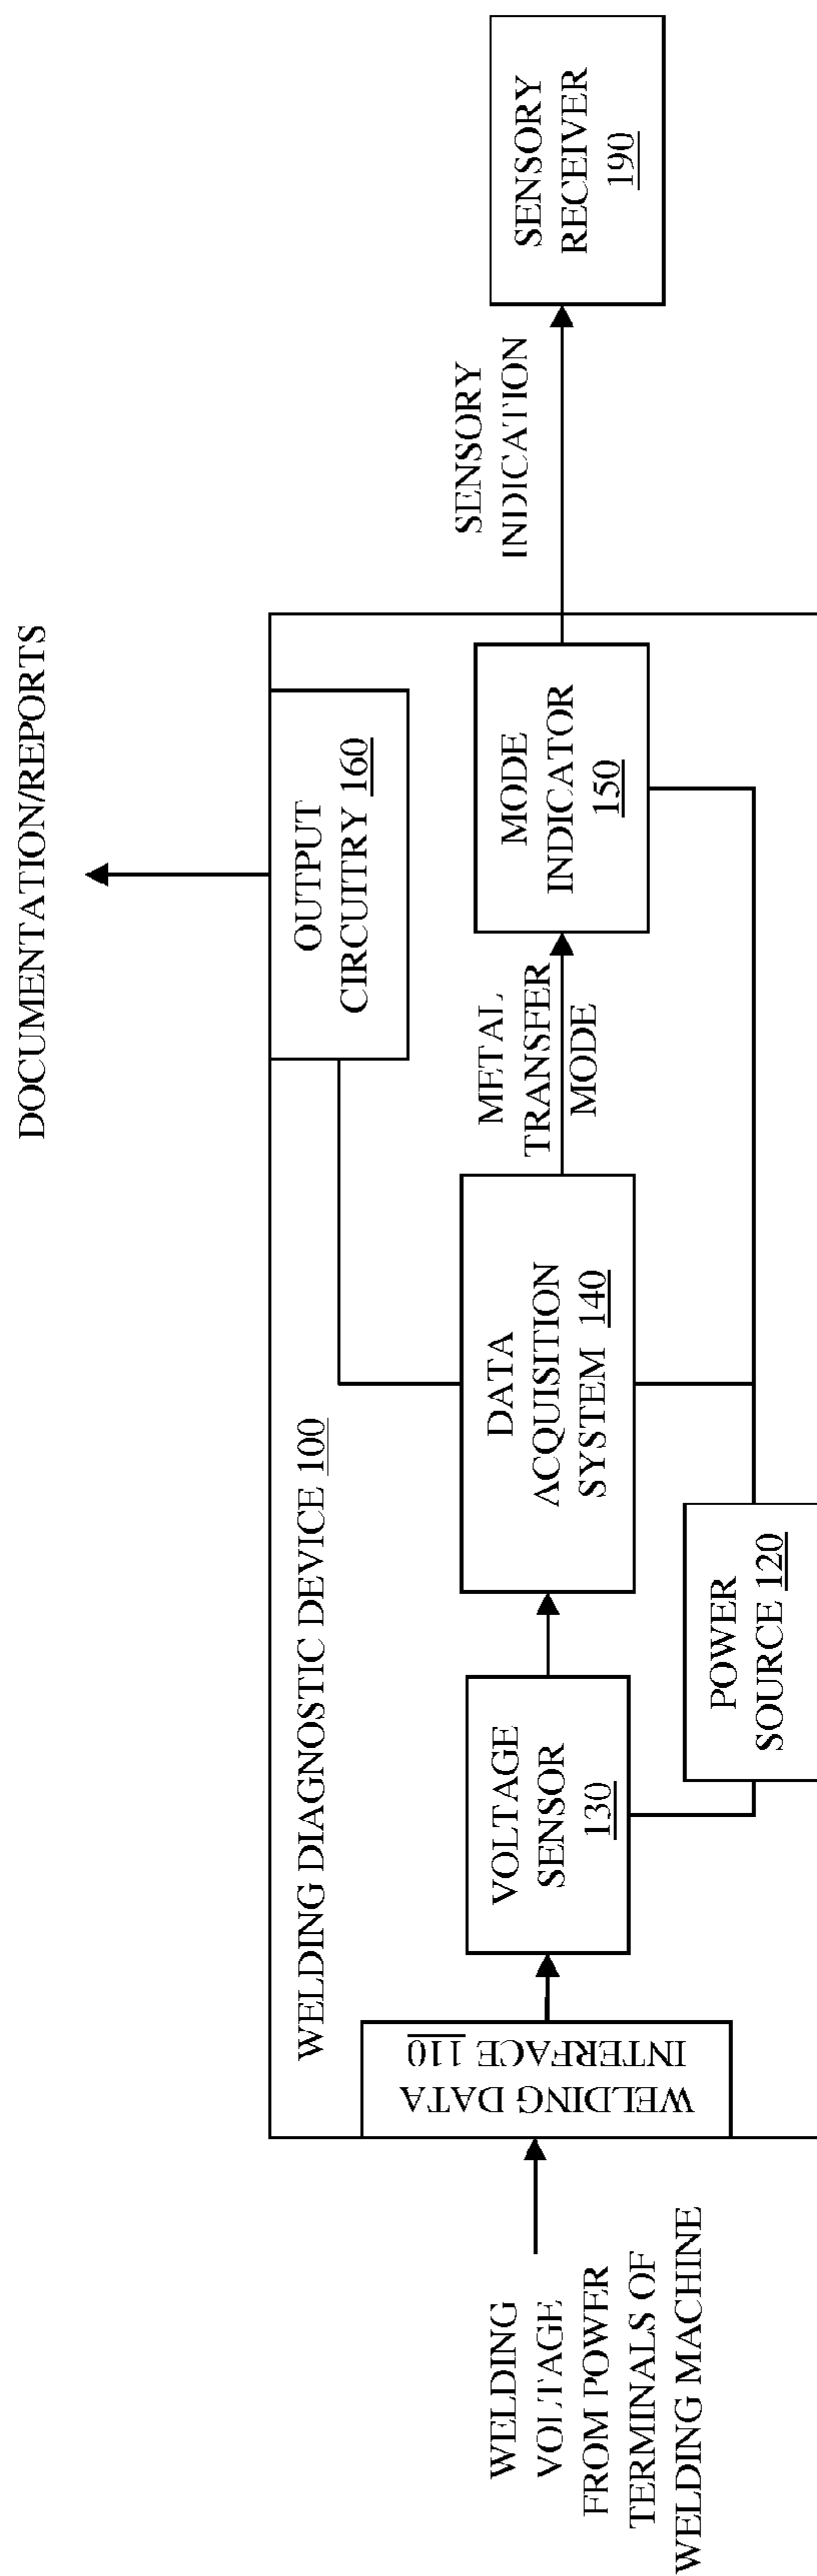 DOCUMENTATION/REPORTS
WELDING DIAGNOSTIC DEVICE 100
OUTPUT
CIRCUITRY 160
WELDING
VOLTAGE
FROM POWER
TERMINALS OF
WELDING MACHINE
WELDING DATA
INTERFACE 110
VOLTAGE
SENSOR
130
DATA
ACQUISITION
SYSTEM 140
METAL
TRANSFER
MODE
MODE
INDICATOR
150
SENSORY
INDICATION
SENSORY
RECEIVER
190
POWER
SOURCE 120